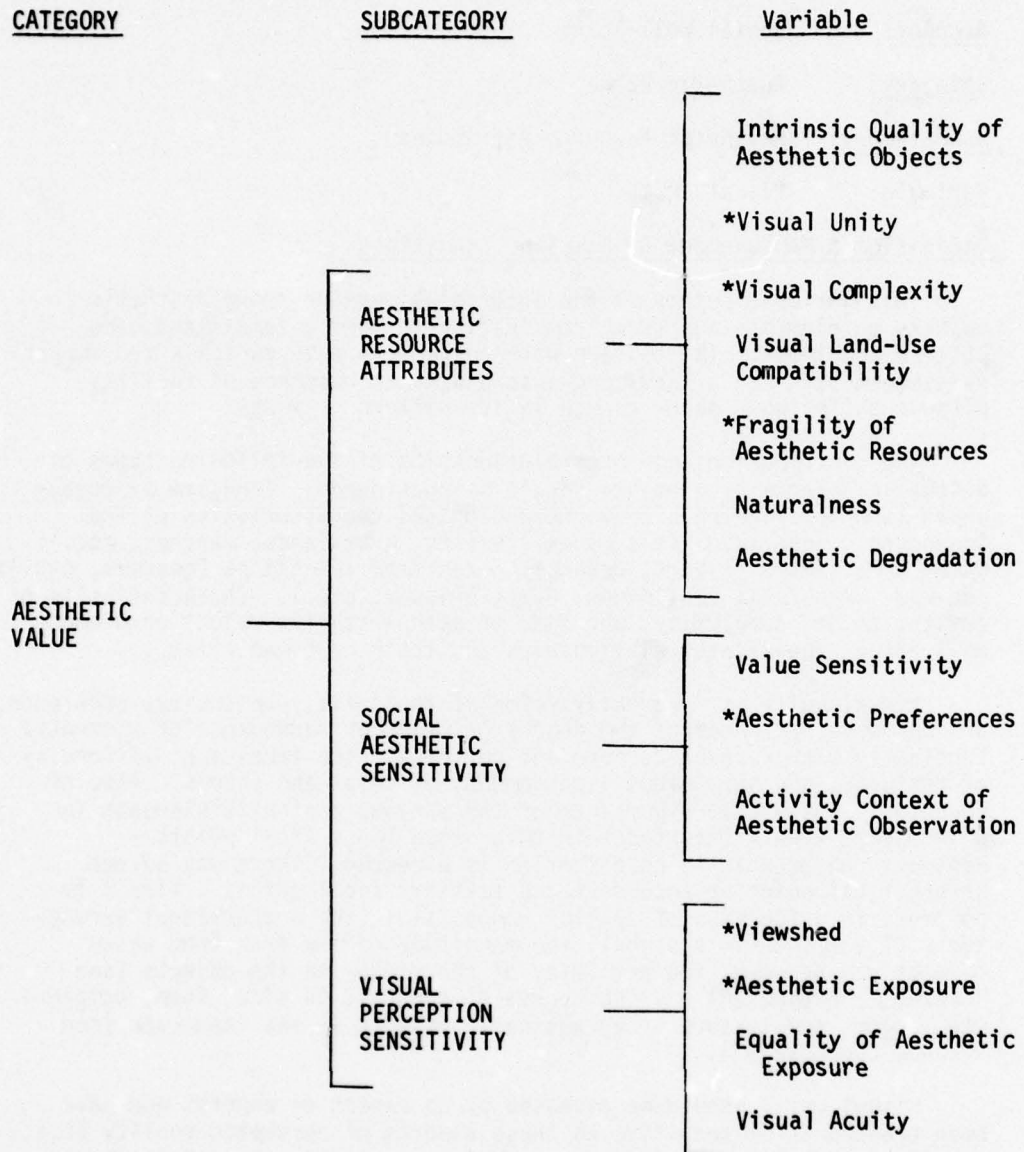 CATEGORY SUBCATEGORY Variable
Intrinsic Quality of
Aesthetic Objects
*Visual Unity
*Visual Complexity
AESTHETIC
RESOURCE
ATTRIBUTES
Visual Land-Use
Compatibility
*Fragility of
Aesthetic Resources
Naturalness
Aesthetic Degradation
AESTHETIC
VALUE
Value Sensitivity
SOCIAL
AESTHETIC
SENSITIVITY
*Aesthetic Preferences
Activity Context of
Aesthetic Observation
*Viewshed
VISUAL
PERCEPTION
SENSITIVITY
*Aesthetic Exposure
Equality of Aesthetic
Exposure
Visual Acuity